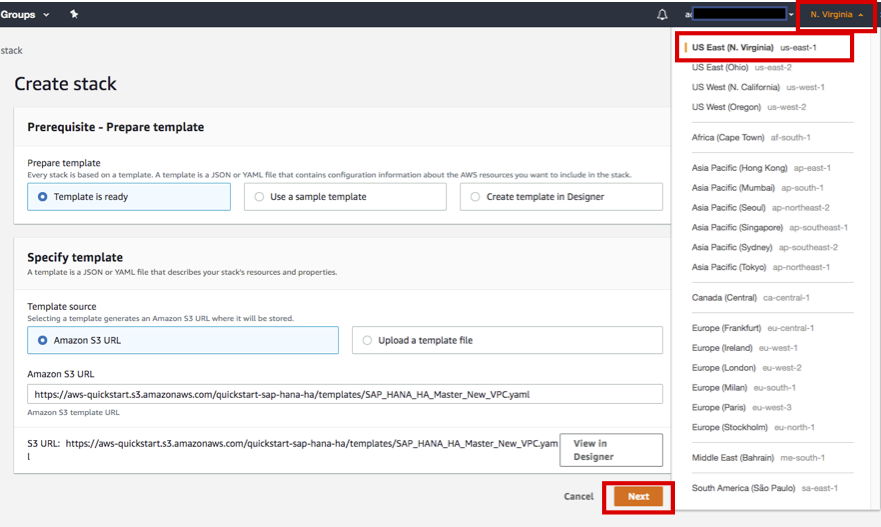 Groups
N. Virginia
stack
Create stack
Prerequisite - Prepare template
Prepare template
Every stack is based on a template. A template is a JSON or YAML file that contains configuration information about the AWS resources you want to include in the stack.
Template is ready
Use a sample template
Create template in Designer
Specify template
A template is a JSON or YAML file that describes your stack's resources and properties.
Template source
Selecting a template generates an Amazon S3 URL where it will be stored.
Amazon S3 URL
Upload a template file
Amazon S3 URL
https://aws-quickstart.s3.amazonaws.com/quickstart-sap-hana-ha/templates/SAP_HANA_HA_Master_New_VPC.yaml
Amazon S3 template URL
S3 URL: https://aws-quickstart.s3.amazonaws.com/quickstart-sap-hana-ha/templates/SAP_HANA_HA_Master_New_VPC.yam
l
View in
Designer
Cancel
Next
US East (N. Virginia) us-east-1
US East (Ohio) us-east-2
US West (N. California) us-west-1
US West (Oregon) us-west-2
Africa (Cape Town) af-south-1
Asia Pacific (Hong Kong) ap-east-1
Asia Pacific (Mumbai) ap-south-1
Asia Pacific (Seoul) ap-northeast-2
Asia Pacific (Singapore) ap-southeast-1
Asia Pacific (Sydney) ap-southeast-2
Asia Pacific (Tokyo) ap-northeast-1
Canada (Central) ca-central-1
Europe (Frankfurt) eu-central-1
Europe (Ireland) eu-west-1
Europe (London) eu-west-2
Europe (Milan) eu-south-1
Europe (Paris) eu-west-3
Europe (Stockholm) eu-north-1
Middle East (Bahrain) me-south-1
South America (São Paulo) sa-east-1